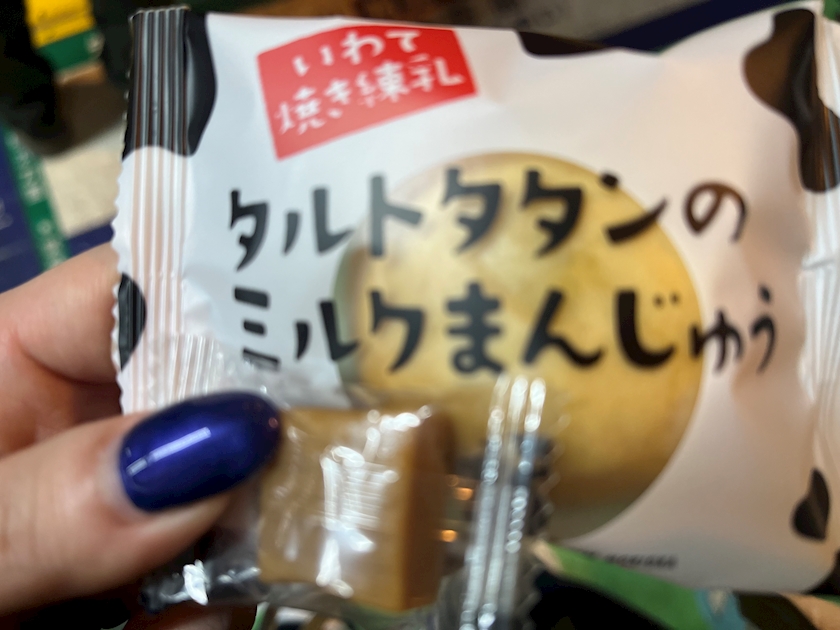 いわて
焼き練乳
タルトタタンの
ミルクまんじゅう